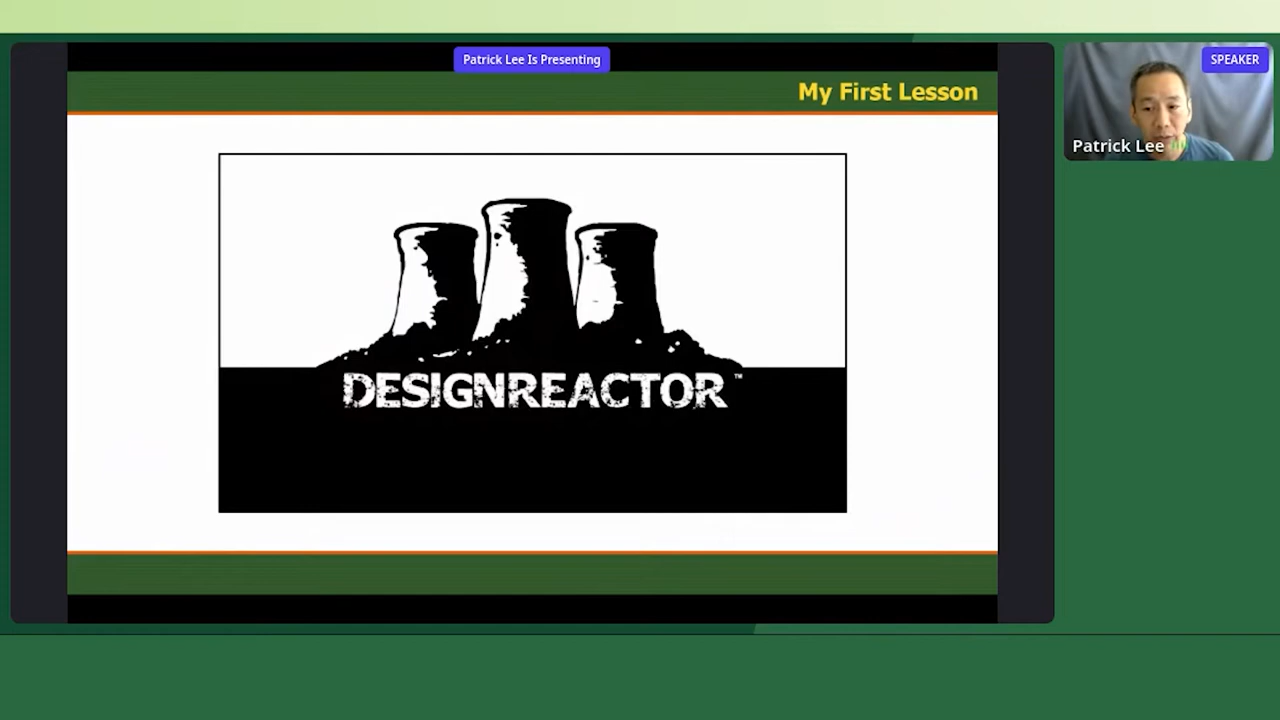 Patrick Lee Is Presenting
SPEAKER
My First Lesson
Patrick Lee
DESIGNREACTOR™